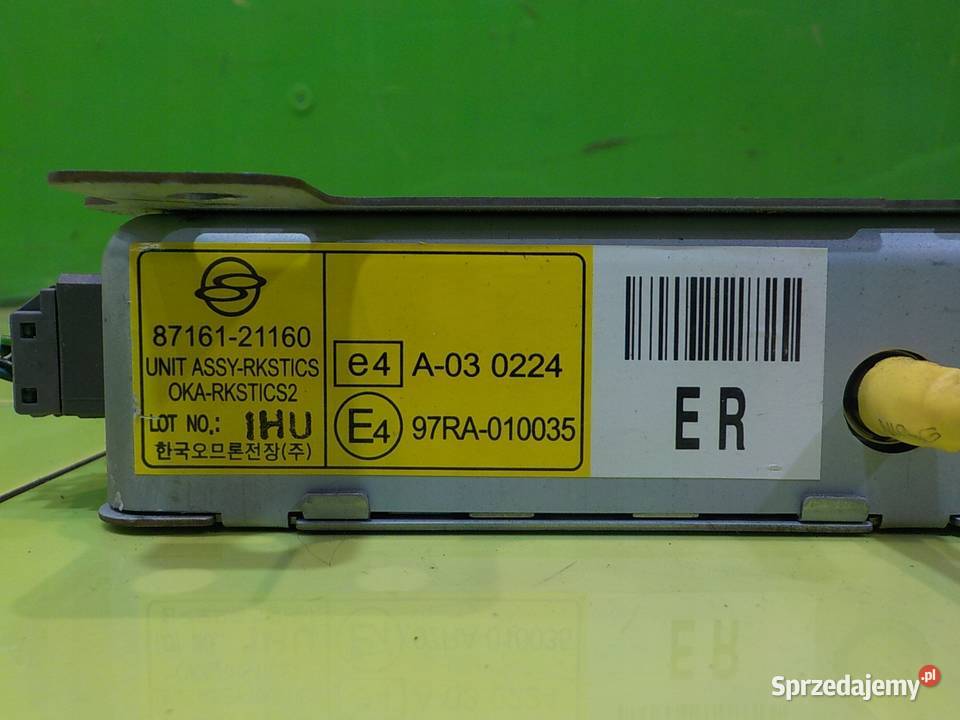 87161-21160
UNIT ASSY-RKSTICS
OKA-RKSTICS2
LOT NO.: 1HU
한국오므론전장(주)
e4 A-03 0224
E4 97RA-010035
ER
Sprzedajemy.pl